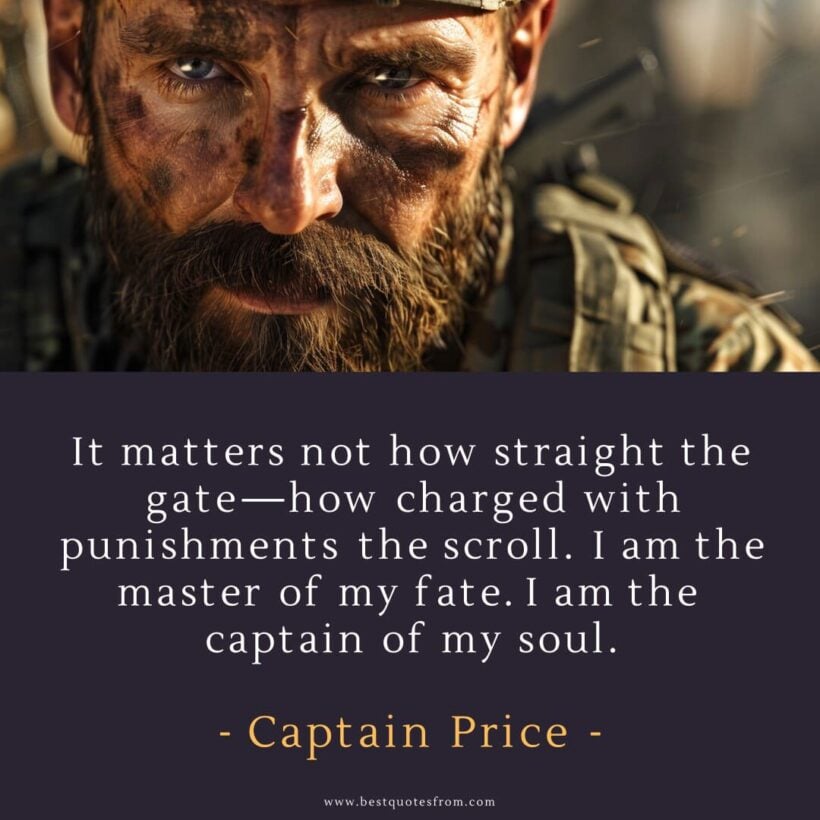 It matters not how straight the
gate—how charged with
punishments the scroll. I am the
master of my fate. I am the
captain of my soul.
- Captain Price -
www.bestquotesfrom.com